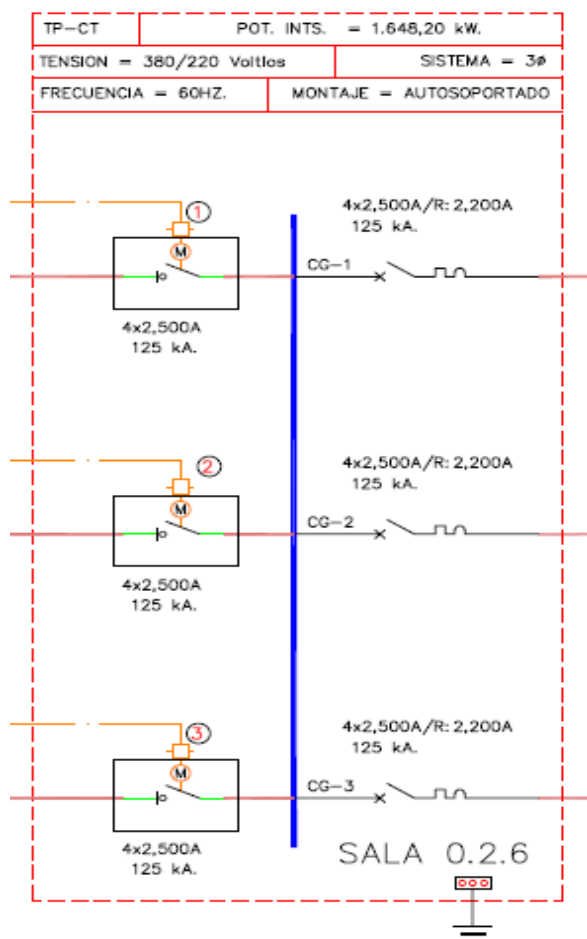 TP-CT POT. INTS. = 1.648,20 kW.
TENSION = 380/220 Voltios SISTEMA = 3ø
FRECUENCIA = 60HZ. MONTAJE = AUTOSOPORTADO
1
M
4x2,500A
125 kA.
CG-1
4x2,500A/R: 2,200A
125 kA.
2
M
4x2,500A
125 kA.
CG-2
4x2,500A/R: 2,200A
125 kA.
3
M
4x2,500A
125 kA.
CG-3
4x2,500A/R: 2,200A
125 kA.
SALA 0.2.6